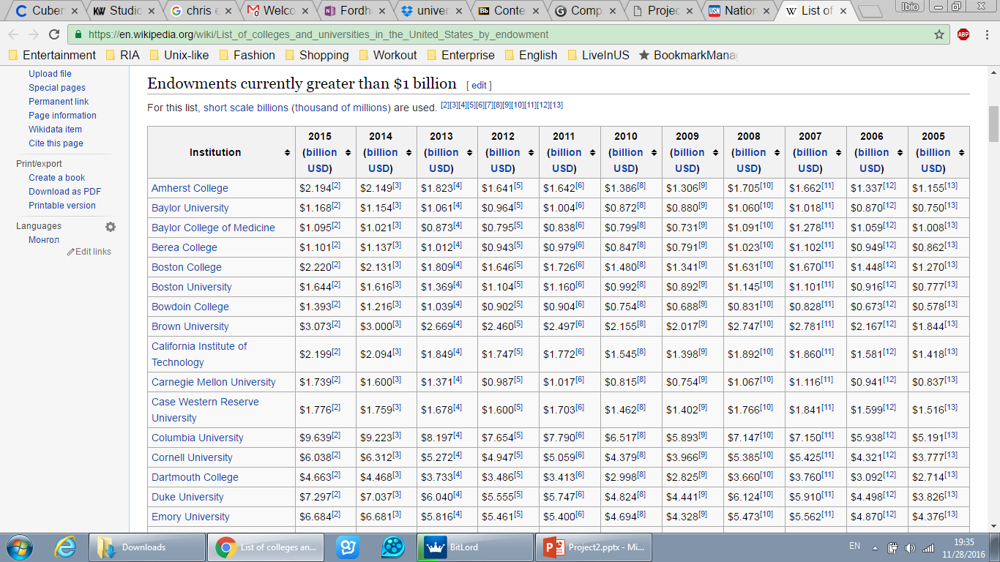 Cuber
Studio
chris e
Welco
Fordh
univer
Bb Conte
Comp
Projec
USN Nation
W List of
Ibio
https://en.wikipedia.org/wiki/List_of_colleges_and_universities_in_the_United_States_by_endowment
ABP
Entertainment RIA Unix-like Fashion Shopping Workout Enterprise English LiveInUS BookmarkMana
Upload file
Special pages
Permanent link
Page information
Wikidata item
Cite this page
Print/export
Create a book
Download as PDF
Printable version
Languages
Монгол
Edit links
Endowments currently greater than $1 billion [ edit ]
For this list, short scale billions (thousand of millions) are used. [2][3][4][5][6][7][8][9][10][11][12][13]
Institution 2015 (billion USD) 2014 (billion USD) 2013 (billion USD) 2012 (billion USD) 2011 (billion USD) 2010 (billion USD) 2009 (billion USD) 2008 (billion USD) 2007 (billion USD) 2006 (billion USD) 2005 (billion USD)
Amherst College $2.194[2] $2.149[3] $1.823[4] $1.641[5] $1.642[6] $1.386[8] $1.306[9] $1.705[10] $1.662[11] $1.337[12] $1.155[13]
Baylor University $1.168[2] $1.154[3] $1.061[4] $0.964[5] $1.004[6] $0.872[8] $0.880[9] $1.060[10] $1.018[11] $0.870[12] $0.750[13]
Baylor College of Medicine $1.095[2] $1.021[3] $0.873[4] $0.795[5] $0.838[6] $0.799[8] $0.731[9] $1.091[10] $1.278[11] $1.059[12] $1.008[13]
Berea College $1.101[2] $1.137[3] $1.012[4] $0.943[5] $0.979[6] $0.847[8] $0.791[9] $1.023[10] $1.102[11] $0.949[12] $0.862[13]
Boston College $2.220[2] $2.131[3] $1.809[4] $1.646[5] $1.726[6] $1.480[8] $1.341[9] $1.631[10] $1.670[11] $1.448[12] $1.270[13]
Boston University $1.644[2] $1.616[3] $1.369[4] $1.104[5] $1.160[6] $0.992[8] $0.892[9] $1.145[10] $1.101[11] $0.916[12] $0.777[13]
Bowdoin College $1.393[2] $1.216[3] $1.039[4] $0.902[5] $0.904[6] $0.754[8] $0.688[9] $0.831[10] $0.828[11] $0.673[12] $0.578[13]
Brown University $3.073[2] $3.000[3] $2.669[4] $2.460[5] $2.497[6] $2.155[8] $2.017[9] $2.747[10] $2.781[11] $2.167[12] $1.844[13]
California Institute of
Technology $2.199[2] $2.094[3] $1.849[4] $1.747[5] $1.772[6] $1.545[8] $1.398[9] $1.892[10] $1.860[11] $1.581[12] $1.418[13]
Carnegie Mellon University $1.739[2] $1.600[3] $1.371[4] $0.987[5] $1.017[6] $0.815[8] $0.754[9] $1.067[10] $1.116[11] $0.941[12] $0.837[13]
Case Western Reserve
University $1.776[2] $1.759[3] $1.678[4] $1.600[5] $1.703[6] $1.462[8] $1.402[9] $1.766[10] $1.841[11] $1.599[12] $1.516[13]
Columbia University $9.639[2] $9.223[3] $8.197[4] $7.654[5] $7.790[6] $6.517[8] $5.893[9] $7.147[10] $7.150[11] $5.938[12] $5.191[13]
Cornell University $6.038[2] $6.312[3] $5.272[4] $4.947[5] $5.059[6] $4.379[8] $3.966[9] $5.385[10] $5.425[11] $4.321[12] $3.777[13]
Dartmouth College $4.663[2] $4.468[3] $3.733[4] $3.486[5] $3.413[6] $2.998[8] $2.825[9] $3.660[10] $3.760[11] $3.092[12] $2.714[13]
Duke University $7.297[2] $7.037[3] $6.040[4] $5.555[5] $5.747[6] $4.824[8] $4.441[9] $6.124[10] $5.910[11] $4.498[12] $3.826[13]
Emory University $6.684[2] $6.681[3] $5.816[4] $5.461[5] $5.400[6] $4.694[8] $4.328[9] $5.473[10] $5.562[11] $4.870[12] $4.376[13]
Downloads
List of colleges an...
BitLord
Project2.pptx - Mi...
EN
19:35
11/28/2016